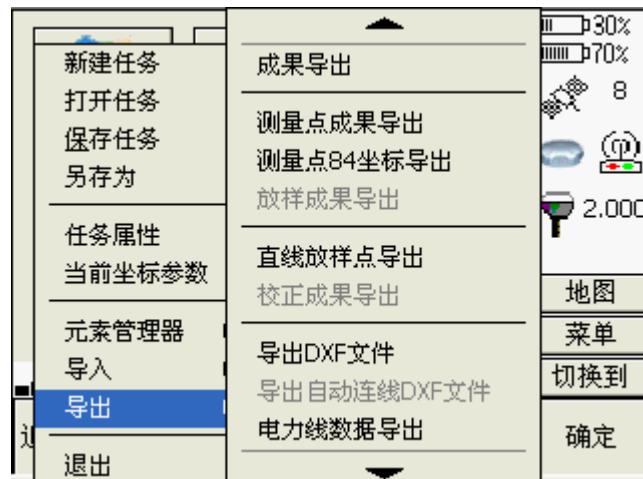 新建任务
打开任务
保存任务
另存为
任务属性
当前坐标参数
元素管理器
导入
导出
退出
成果导出
测量点成果导出
测量点84坐标导出
放样成果导出
直线放样点导出
校正成果导出
导出DXF文件
导出自动连线DXF文件
电力线数据导出
30%
70%
8
2.000
地图
菜单
切换到
确定